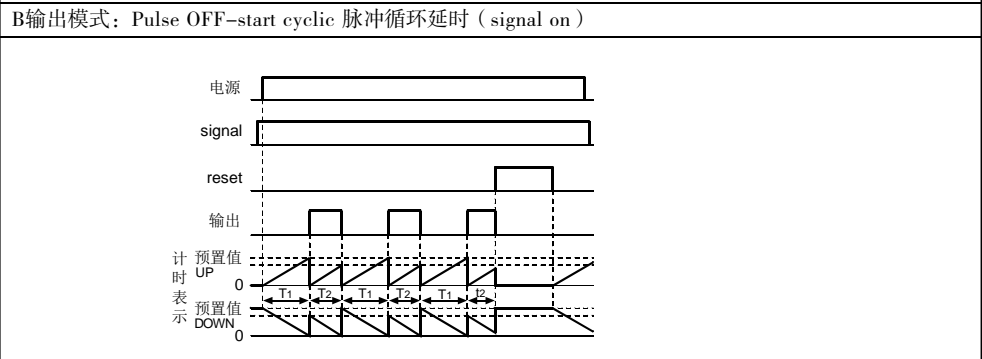 B输出模式：Pulse OFF-start cyclic 脉冲循环延时（signal on）
电源
signal
reset
输出
计时表示
预置值
UP
0
T1 T2 T1 T2 T1 t2
预置值
DOWN
0